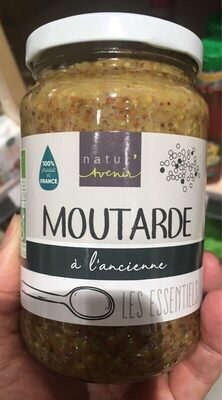 natur'
Avenir
100%
produit en
FRANCE
MOUTARDE
à l'ancienne
LES ESSENTIELS